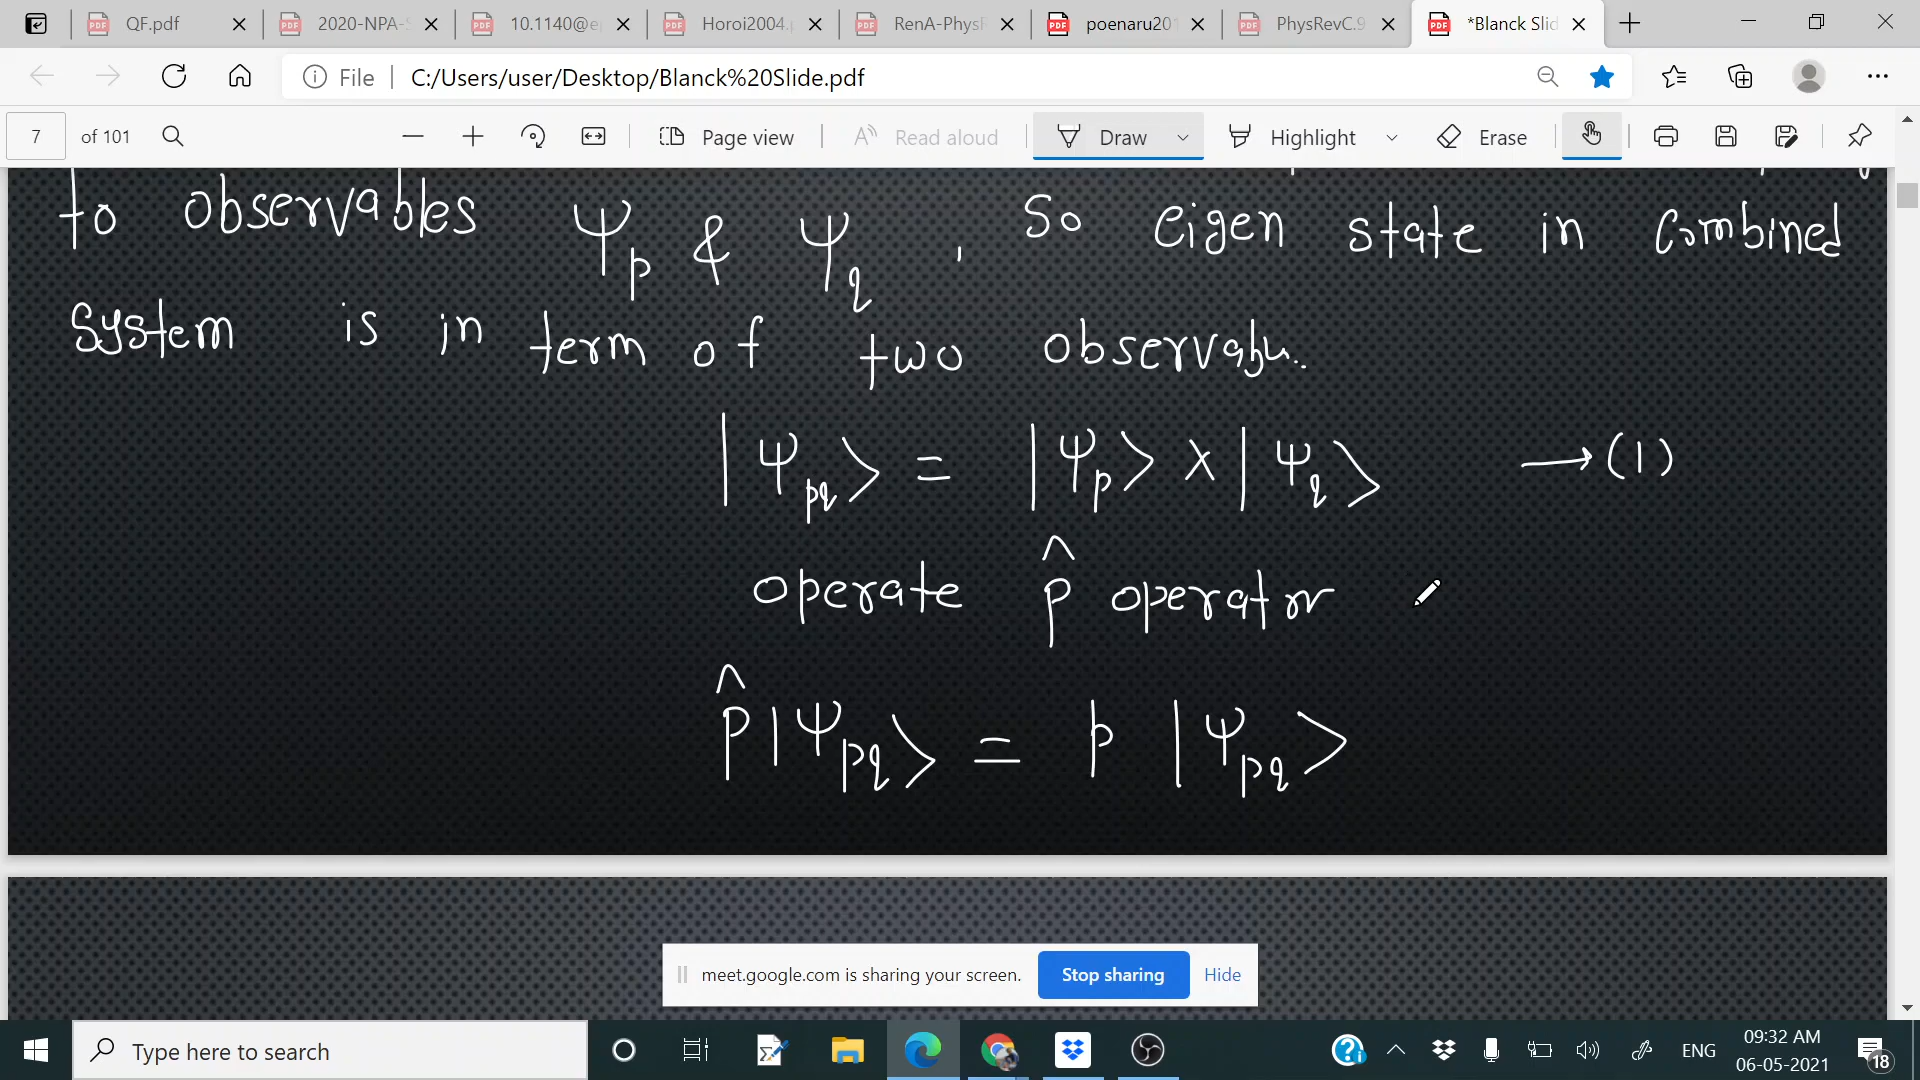 QF.pdf
2020-NPA-S
10.1140@e
Horoi2004.
RenA-PhysR
poenaru201
PhysRevC.9
*Blanck Slid
File
C:/Users/user/Desktop/Blanck%20Slide.pdf
7 of 101
Page view
Read aloud
Draw
Highlight
Erase
to observables Ψp & Ψq , So eigen state in combined
system is in term of two
|Ψpq> = |Ψp> X |Ψq> → (1)
operate p̂ operator
p̂|Ψpq> = p |Ψpq>
meet.google.com is sharing your screen. Stop sharing Hide
Type here to search
ENG
09:32 AM
06-05-2021
18